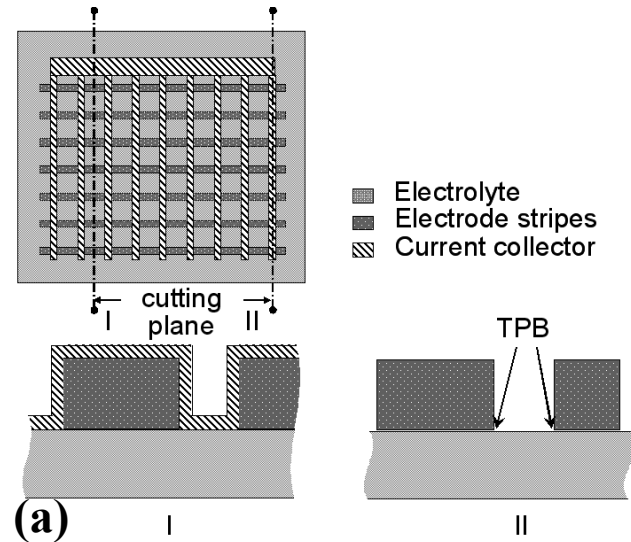 Electrolyte
Electrode stripes
Current collector
cutting
I plane II
TPB
(a)
I
II